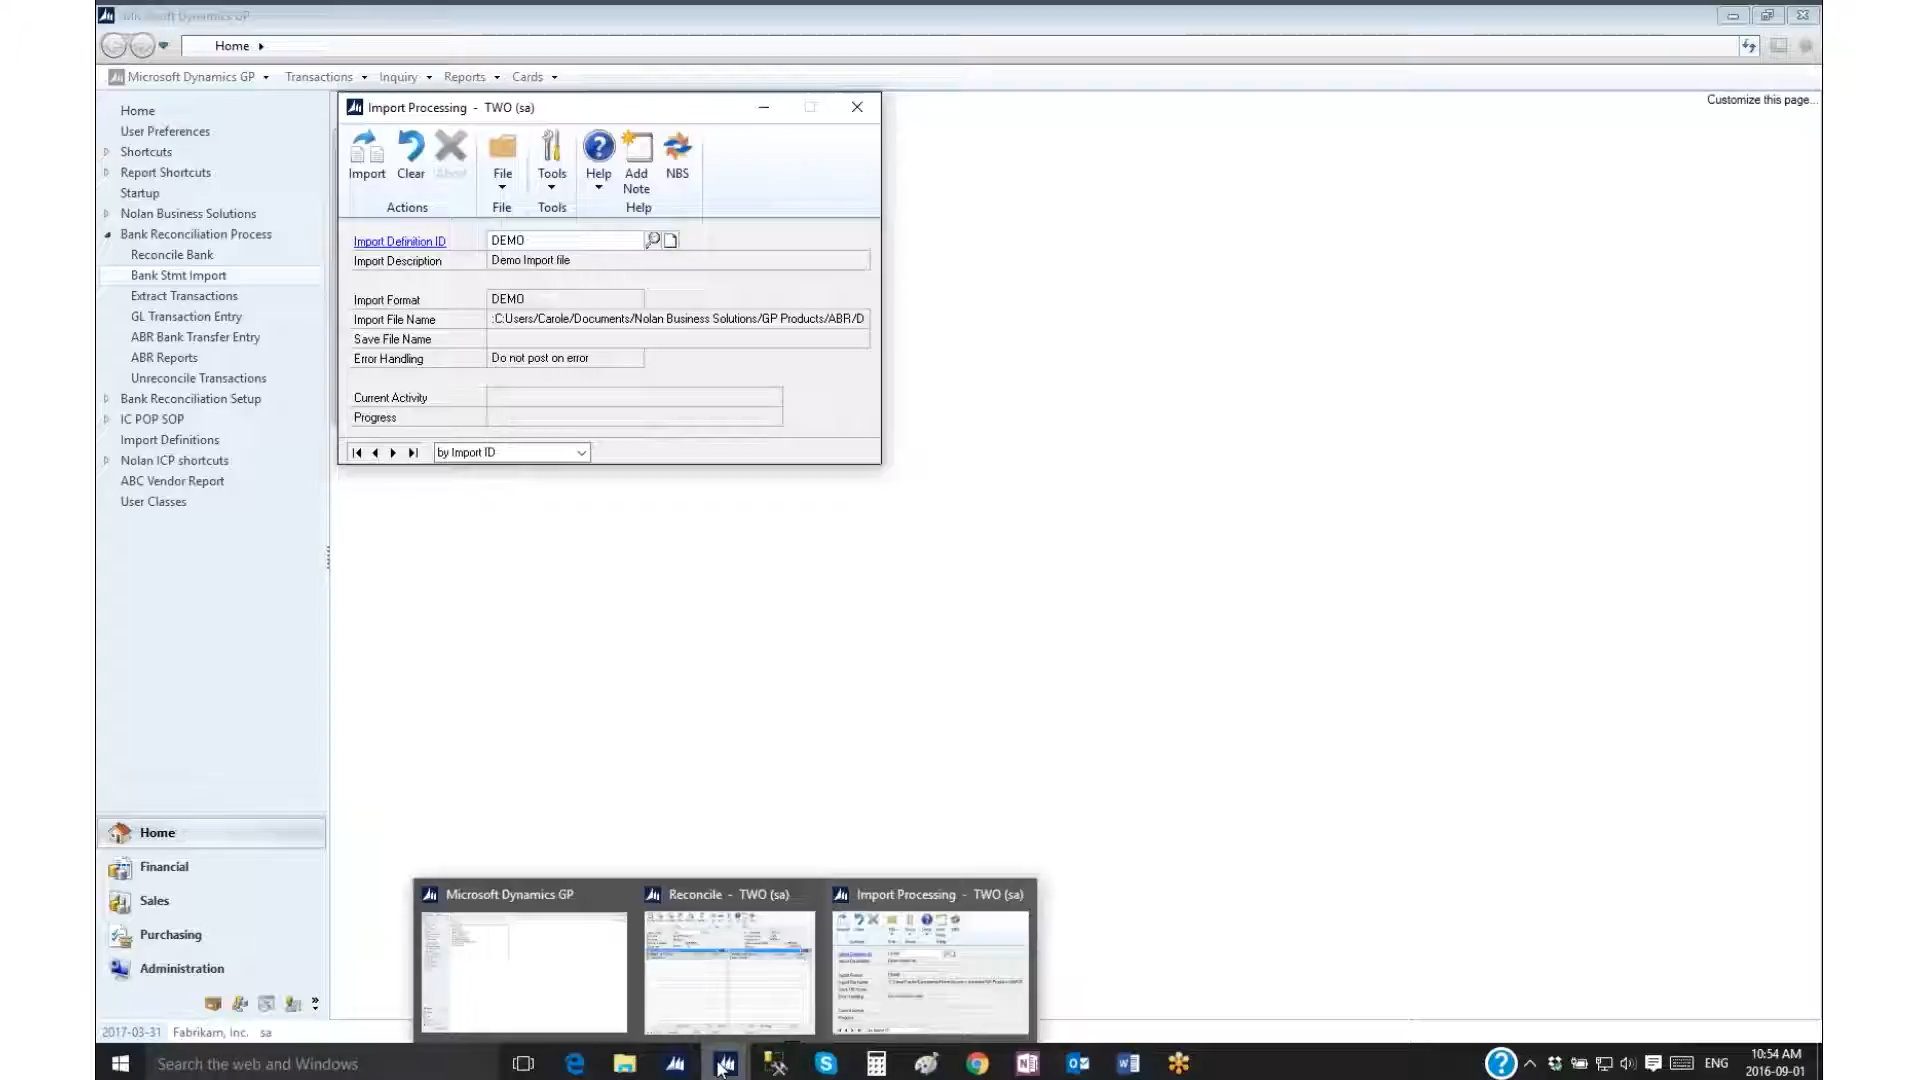 Microsoft Dynamics GP
Home
Microsoft Dynamics GP Transactions Inquiry Reports Cards
Customize this page...
Home
User Preferences
Shortcuts
Report Shortcuts
Startup
Nolan Business Solutions
Bank Reconciliation Process
Reconcile Bank
Bank Stmt Import
Extract Transactions
GL Transaction Entry
ABR Bank Transfer Entry
ABR Reports
Unreconcile Transactions
Bank Reconciliation Setup
IC POP SOP
Import Definitions
Nolan ICP shortcuts
ABC Vendor Report
User Classes
Import Processing - TWO (sa)
Import Clear Abort File Tools Help Add Note NBS
Actions File Tools Help
Import Definition ID DEMO
Import Description Demo Import file
Import Format DEMO
Import File Name :C:Users/Carole/Documents/Nolan Business Solutions/GP Products/ABR/D
Save File Name
Error Handling Do not post on error
Current Activity
Progress
by Import ID
Home
Financial
Sales
Purchasing
Administration
2017-03-31 Fabrikam, Inc. sa
Microsoft Dynamics GP Reconcile - TWO (sa) Import Processing - TWO (sa)
Search the web and Windows
ENG
10:54 AM
2016-09-01